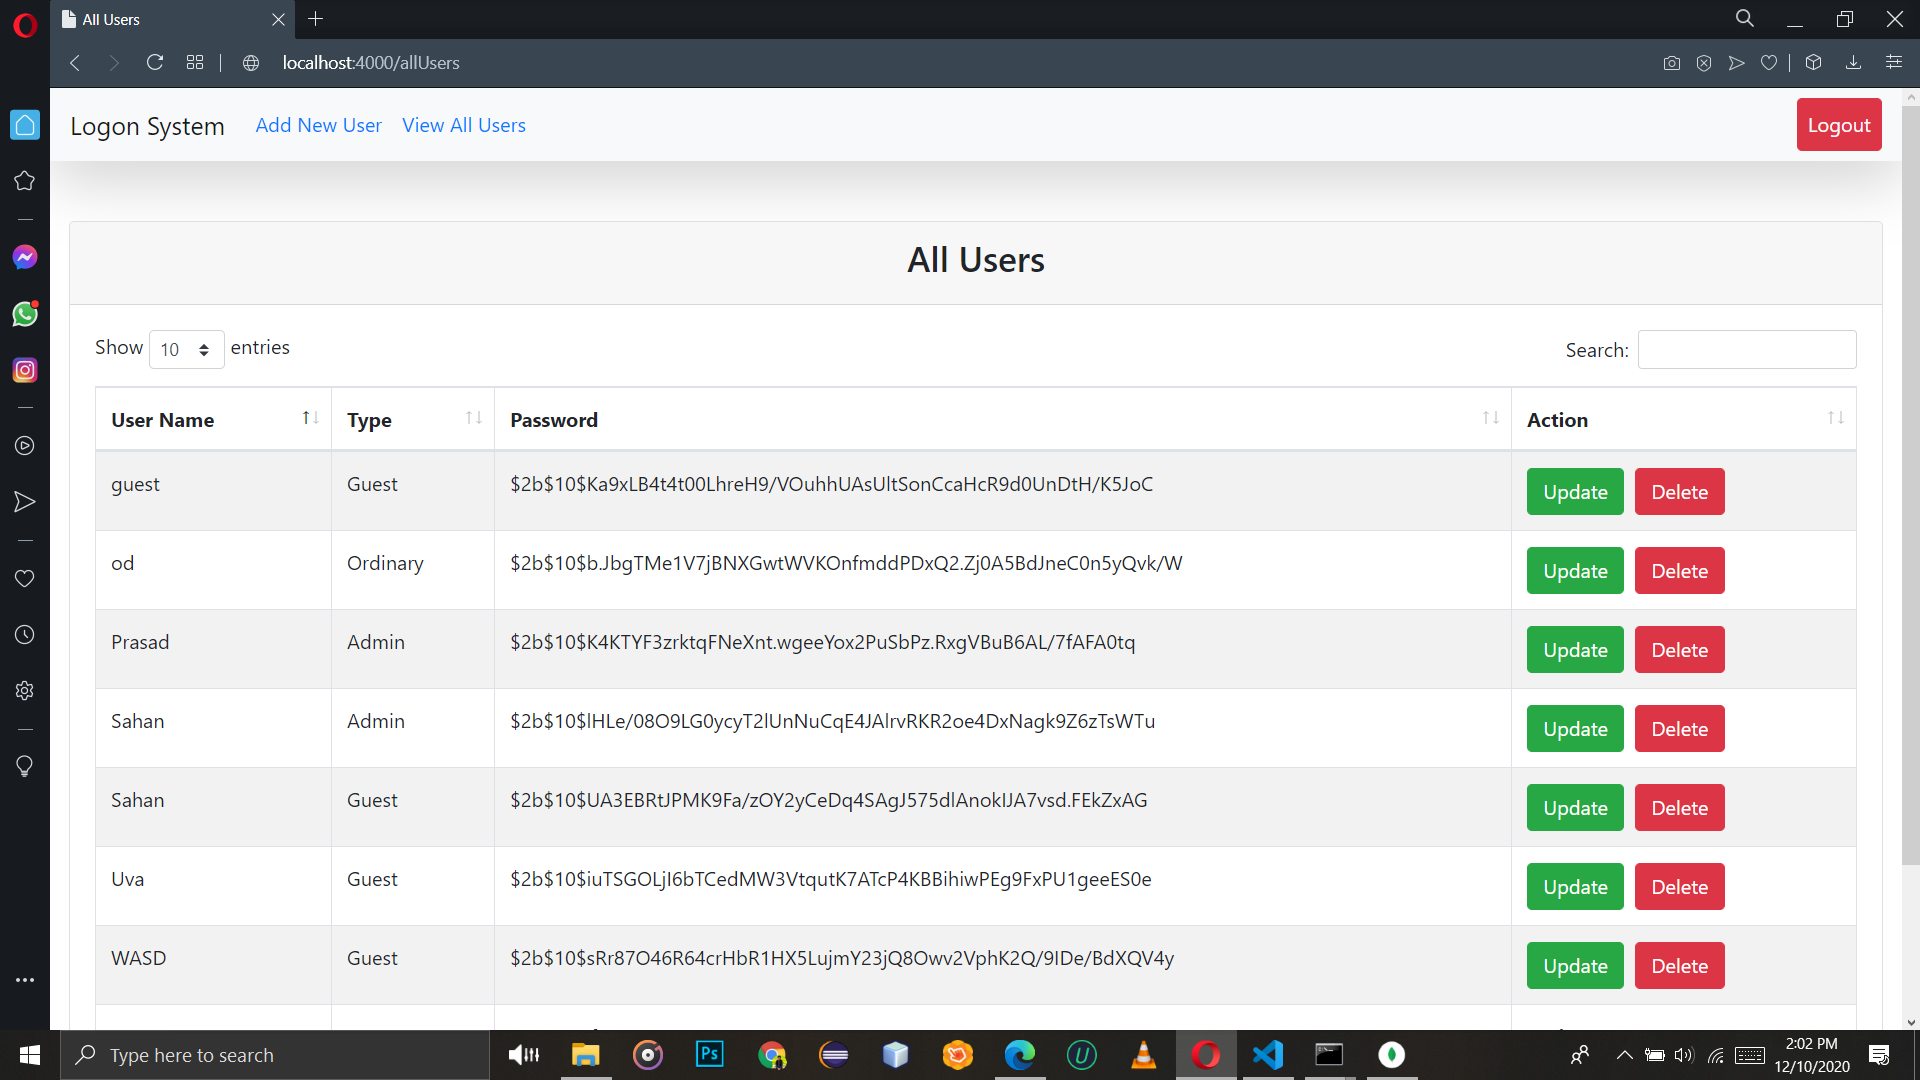 All Users
localhost:4000/allUsers
Logon System Add New User View All Users Logout
All Users
Show 10 entries Search:
User Name Type Password Action
guest Guest $2b$10$Ka9xLB4t4t00LhreH9/VOuhhUAsUltSonCcaHcR9d0UnDtH/K5JoC Update Delete
od Ordinary $2b$10$b.JbgTMe1V7jBNXGwtWVKOnfmddPDxQ2.Zj0A5BdJneC0n5yQvk/W Update Delete
Prasad Admin $2b$10$K4KTYF3zrktqFNeXnt.wgeeYox2PuSbPz.RxgVBuB6AL/7fAFA0tq Update Delete
Sahan Admin $2b$10$lHLe/08O9LG0ycyT2lUnNuCqE4JAlrvRKR2oe4DxNagk9Z6zTsWTu Update Delete
Sahan Guest $2b$10$UA3EBRtJPMK9Fa/zOY2yCeDq4SAgJ575dlAnokIJA7vsd.FEkZxAG Update Delete
Uva Guest $2b$10$iuTSGOLjI6bTCedMW3VtqutK7ATcP4KBBihiwPEg9FxPU1geeES0e Update Delete
WASD Guest $2b$10$sRr87O46R64crHbR1HX5LujmY23jQ8Owv2VphK2Q/9IDe/BdXQV4y Update Delete
Type here to search
Ps
U
2:02 PM
12/10/2020